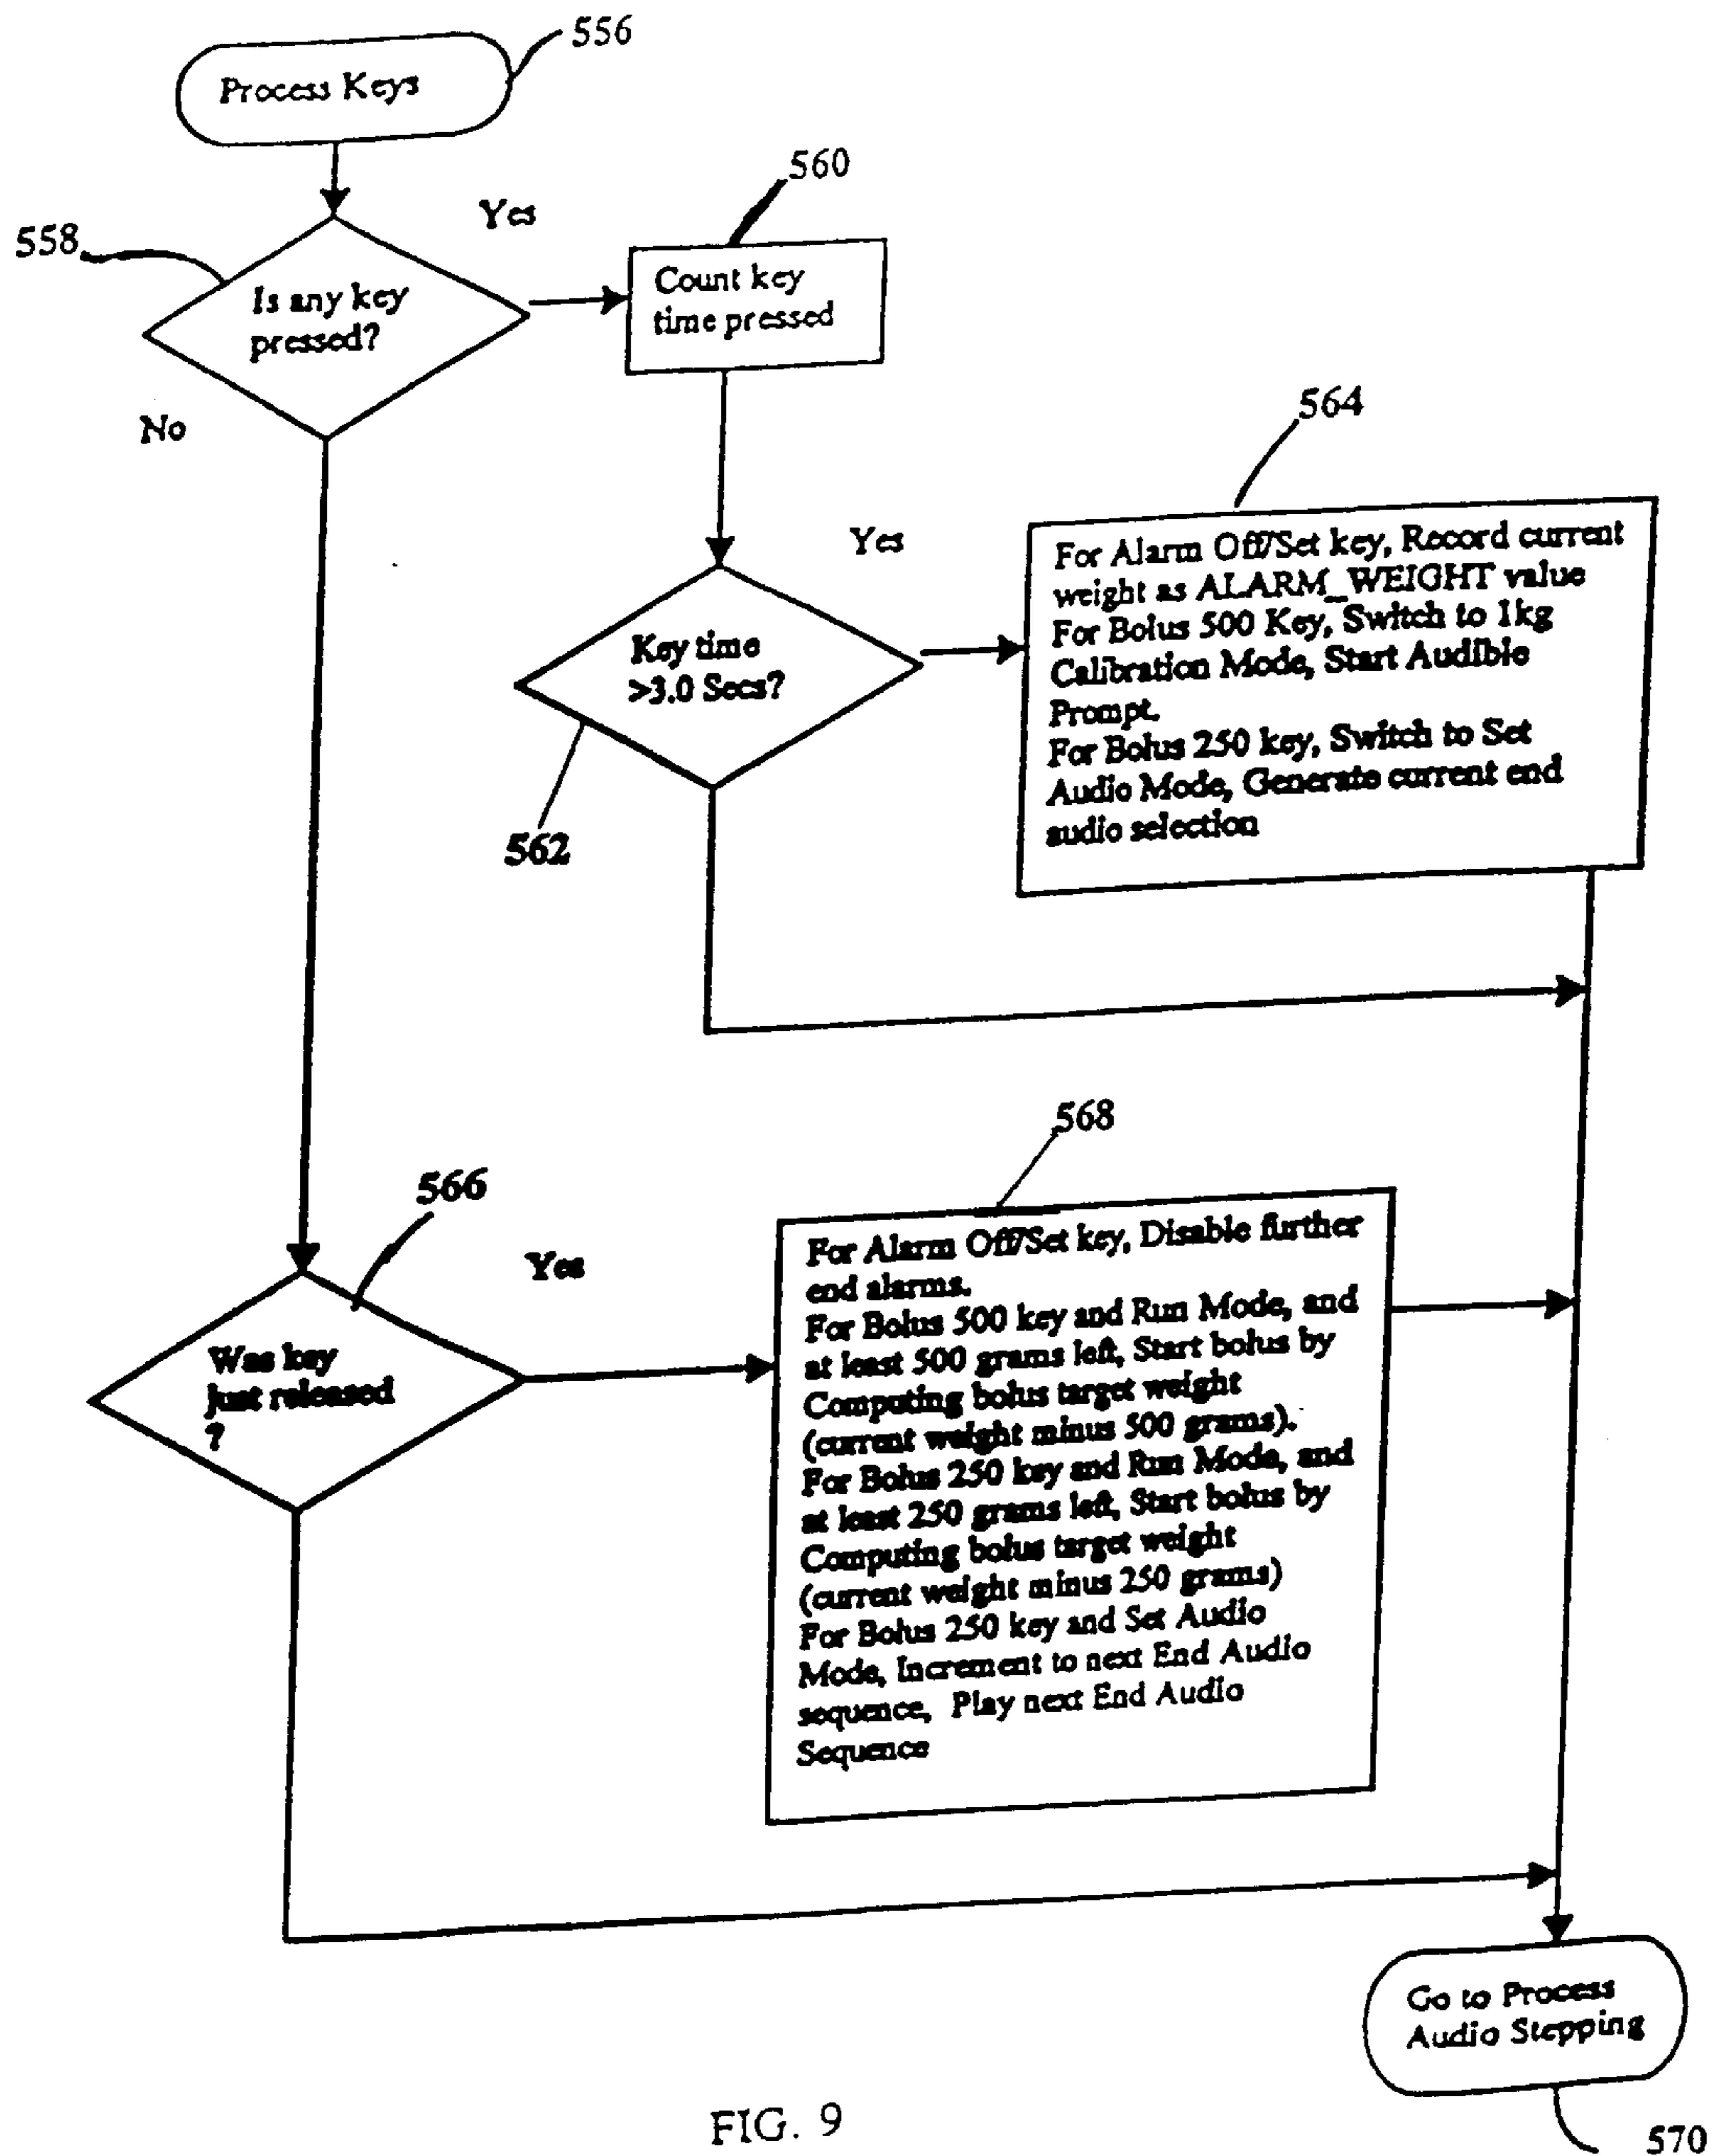 556
Process Keys
560
Yes
558
Is any key
pressed?
Count key
time pressed
No
564
Yes
For Alarm Off/Set key, Record current
weight as ALARM_WEIGHT value
For Bolus 500 Key, Switch to 1kg
Calibration Mode, Start Audible
Prompt.
For Bolus 250 key, Switch to Set
Audio Mode, Generate current end
audio selection
Key time
>3.0 Secs?
562
568
566
Yes
For Alarm Off/Set key, Disable further
end alarms.
For Bolus 500 key and Run Mode, and
at least 500 grams left, Start bolus by
Computing bolus target weight
(current weight minus 500 grams).
For Bolus 250 key and Run Mode, and
at least 250 grams left, Start bolus by
Computing bolus target weight
(current weight minus 250 grams)
For Bolus 250 key and Set Audio
Mode, Increment to next End Audio
sequence, Play next End Audio
Sequence
Was key
just released
?
Go to Process
Audio Stepping
FIG. 9
570